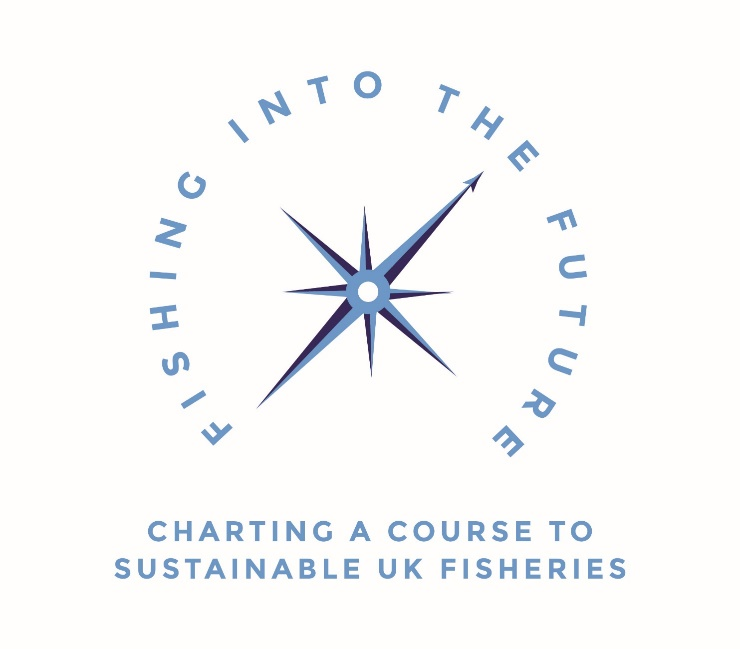 FISHING INTO THE FUTURE
CHARTING A COURSE TO
SUSTAINABLE UK FISHERIES